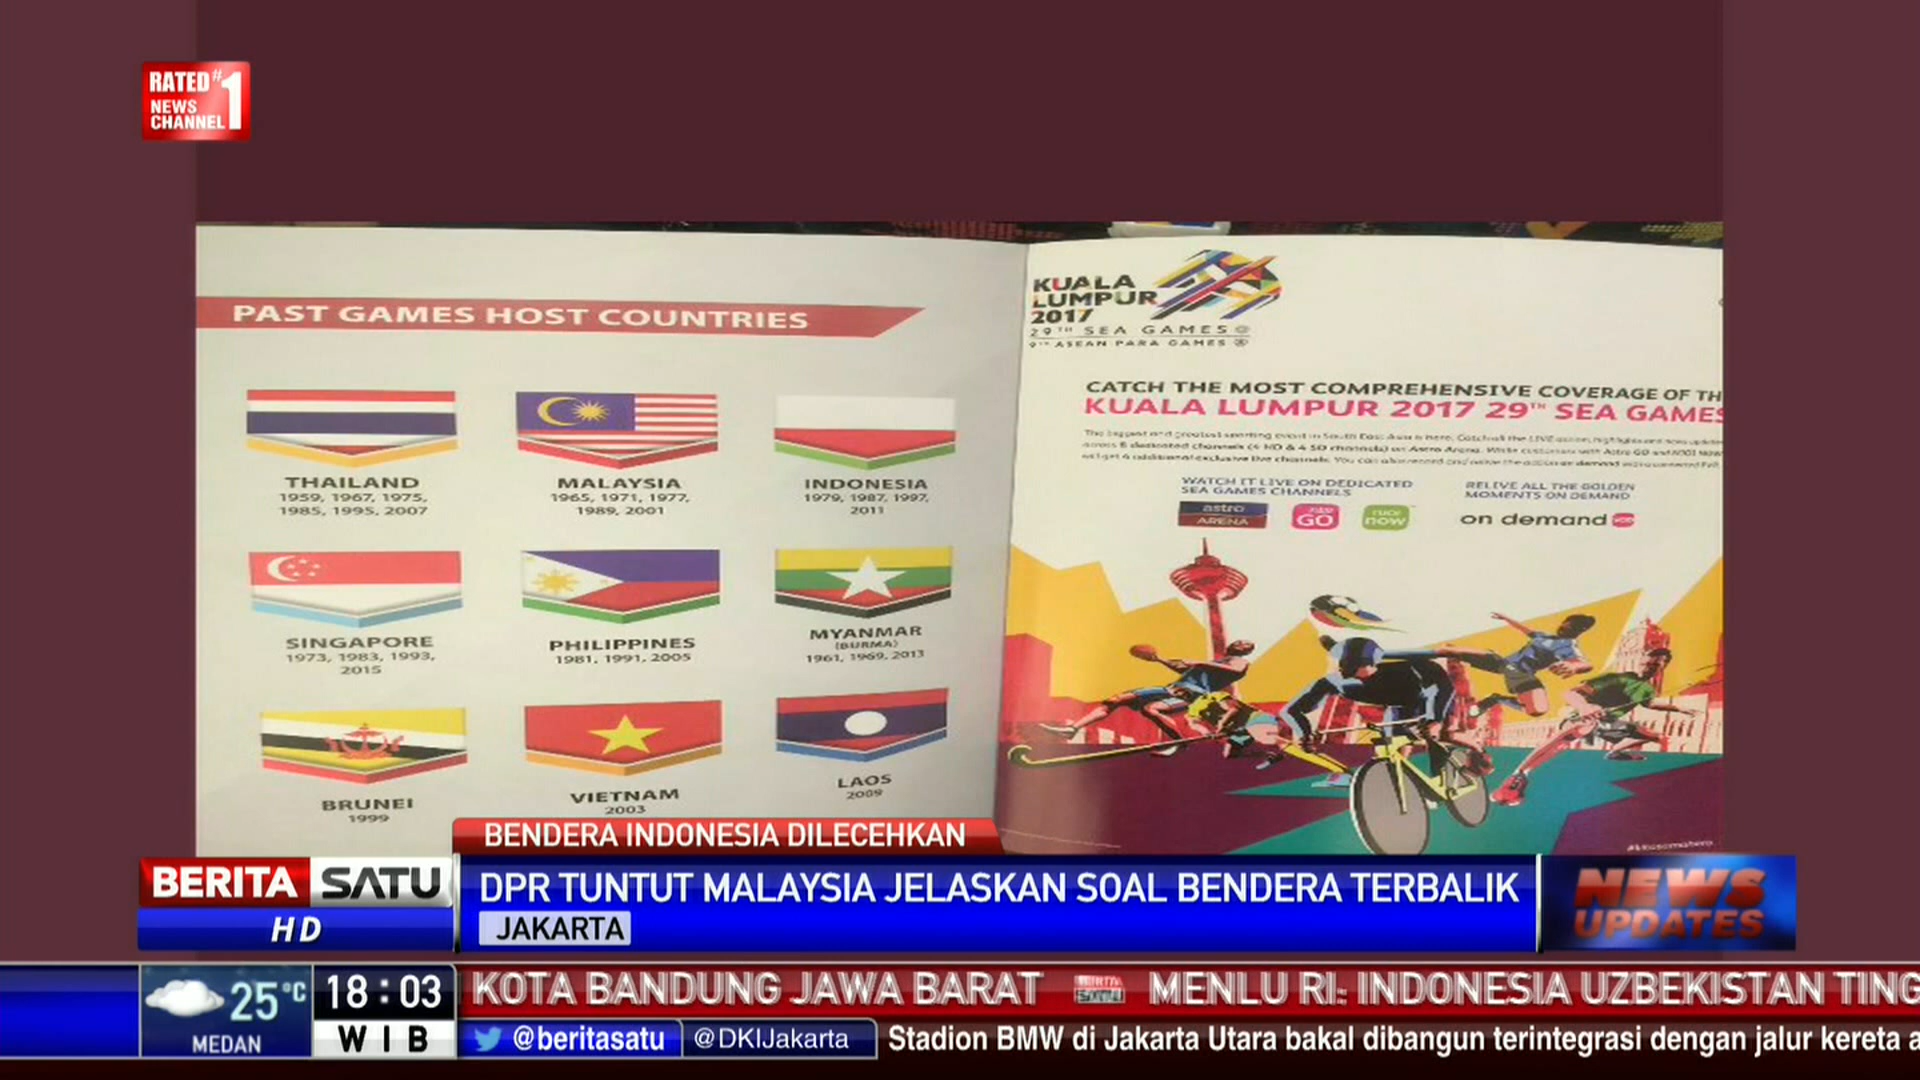 RATED #1
NEWS
CHANNEL
PAST GAMES HOST COUNTRIES
THAILAND
1959, 1967, 1975,
1985, 1995, 2007
MALAYSIA
1965, 1971, 1977,
1989, 2001
INDONESIA
1979, 1987, 1997,
2011
SINGAPORE
1973, 1983, 1993,
2015
PHILIPPINES
1981, 1991, 2005
MYANMAR
(BURMA)
1961, 1969, 2013
BRUNEI
1999
VIETNAM
2003
LAOS
2009
KUALA
LUMPUR
2017
29TH SEA GAMES
9TH ASEAN PARA GAMES
CATCH THE MOST COMPREHENSIVE COVERAGE OF TH
KUALA LUMPUR 2017 29TH SEA GAMES
WATCH IT LIVE ON DEDICATED
SEA GAMES CHANNELS
astro
ARENA
GO
now
RELIVE ALL THE GOLDEN
MOMENTS ON DEMAND
on demand
BENDERA INDONESIA DILECEHKAN
BERITA SATU
HD
DPR TUNTUT MALAYSIA JELASKAN SOAL BENDERA TERBALIK
JAKARTA
NEWS
UPDATES
25°C
MEDAN
18:03
WIB
KOTA BANDUNG JAWA BARAT BERITA SATU MENLU RI: INDONESIA UZBEKISTAN TING
@beritasatu @DKIJakarta Stadion BMW di Jakarta Utara bakal dibangun terintegrasi dengan jalur kereta a